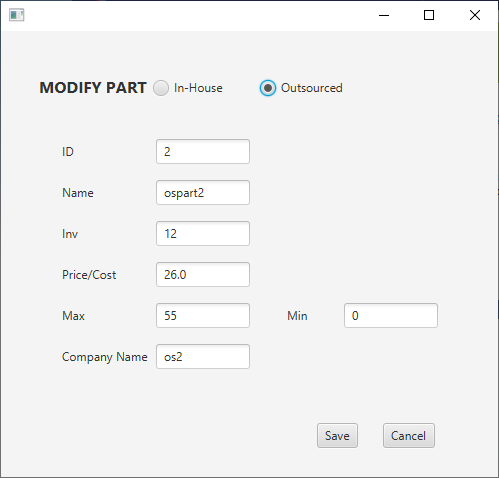 MODIFY PART In-House Outsourced
ID 2
Name ospart2
Inv 12
Price/Cost 26.0
Max 55 Min 0
Company Name os2
Save Cancel